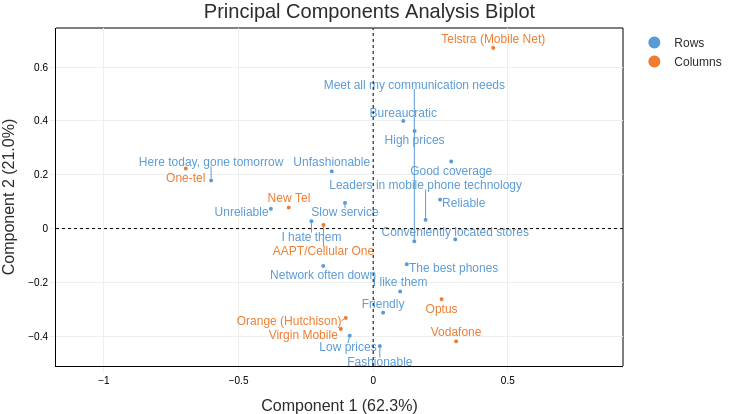 Principal Components Analysis Biplot
Telstra (Mobile Net)
Rows
Columns
0.6
Meet all my communication needs
Bureaucratic
0.4
High prices
Here today, gone tomorrow
Unfashionable
Good coverage
0.2
One-tel
Leaders in mobile phone technology
New Tel
Reliable
Unreliable
Slow service
0
I hate them
Conveniently located stores
AAPT/Cellular One
The best phones
Network often down
−0.2
I like them
Friendly
Optus
Orange (Hutchison)
Virgin Mobile
Vodafone
−0.4
Low prices
Fashionable
−1
−0.5
0
0.5
Component 1 (62.3%)
Component 2 (21.0%)